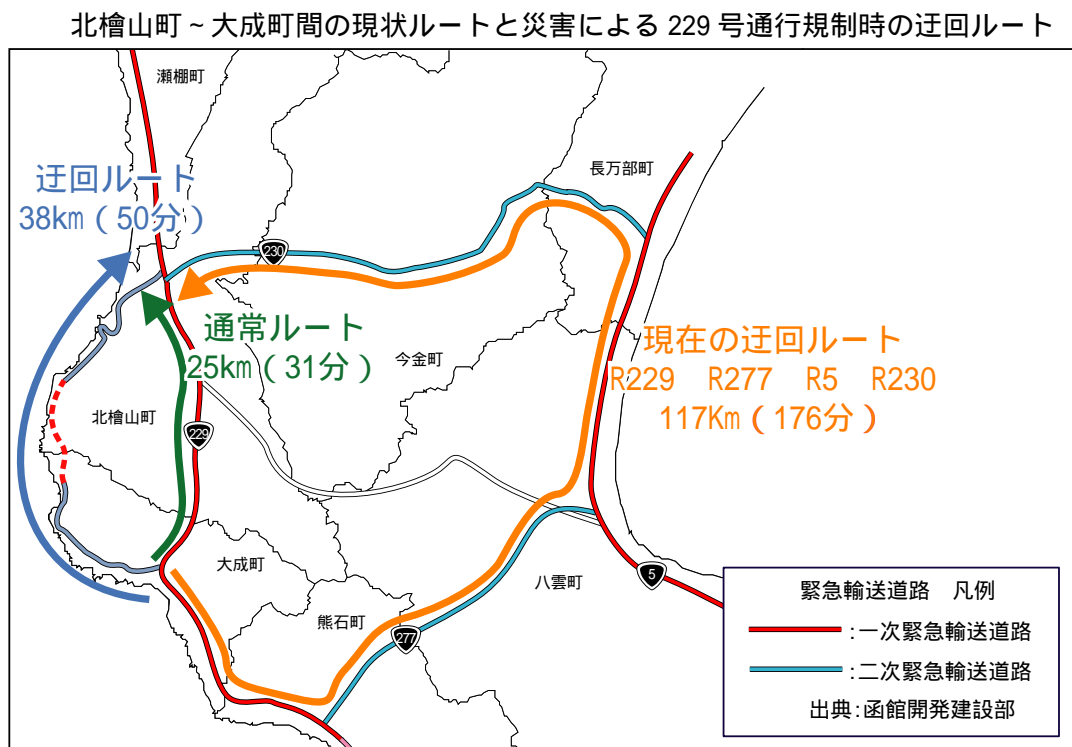 北檜山町～大成町間の現状ルートと災害による 229 号通行規制時の迂回ルート
瀬棚町
長万部町
迂回ルート
38km（50分）
230
通常ルート
25km（31分）
今金町
現在の迂回ルート
R229 R277 R5 R230
117Km（176分）
北檜山町
229
大成町
八雲町
5
熊石町
277
緊急輸送道路 凡例
:一次緊急輸送道路
:二次緊急輸送道路
出典:函館開発建設部